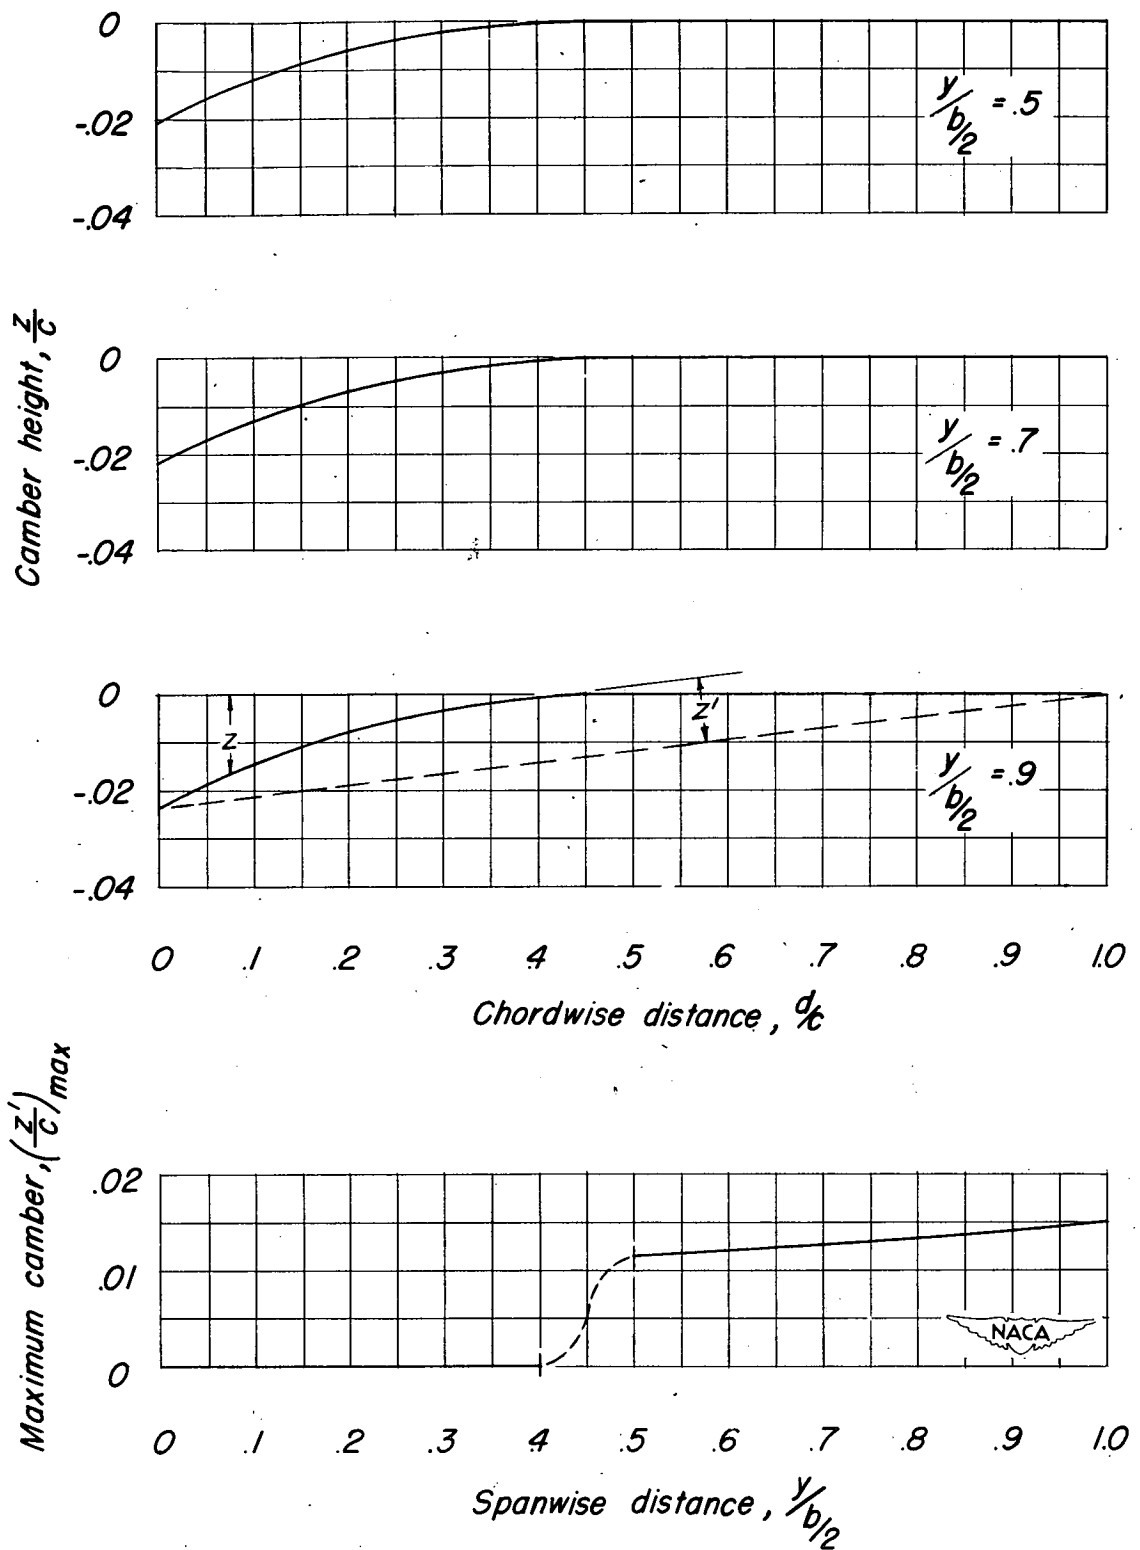 0
-.02
-.04
y/b/2 = .5
Camber height, z/c
0
-.02
-.04
y/b/2 = .7
0
-.02
-.04
z
z'
y/b/2 = .9
0 .1 .2 .3 .4 .5 .6 .7 .8 .9 1.0
Chordwise distance, d/c
Maximum camber, (z'/c)max
.02
.01
0
NACA
0 .1 .2 .3 .4 .5 .6 .7 .8 .9 1.0
Spanwise distance, y/b/2